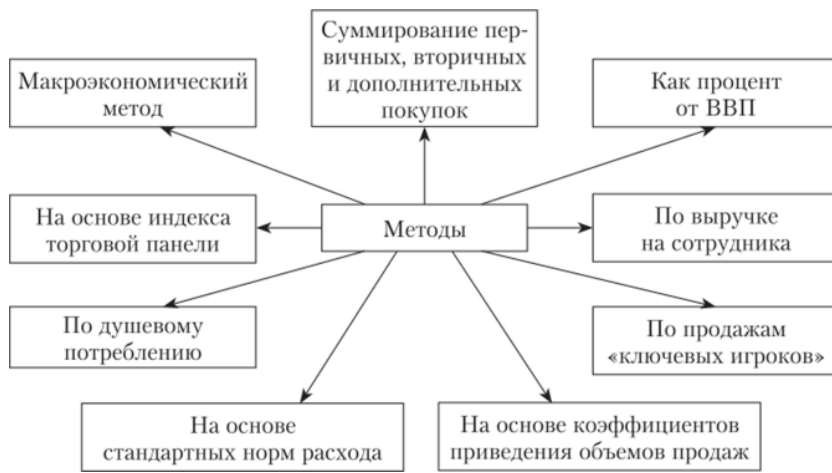 Суммирование пер-
вичных, вторичных
и дополнительных
покупок
Макроэкономический
метод
Как процент
от ВВП
На основе индекса
торговой панели
Методы
По выручке
на сотрудника
По душевому
потреблению
По продажам
«ключевых игроков»
На основе
стандартных норм расхода
На основе коэффициентов
приведения объемов продаж